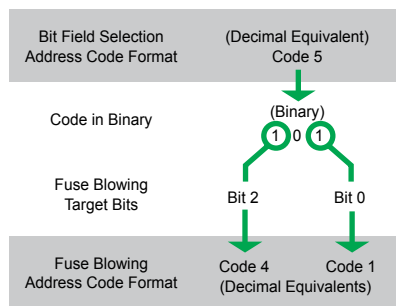 Bit Field Selection
Address Code Format
(Decimal Equivalent)
Code 5
Code in Binary
(Binary)
1 0 1
Fuse Blowing
Target Bits
Bit 2
Bit 0
Fuse Blowing
Address Code Format
Code 4
Code 1
(Decimal Equivalents)